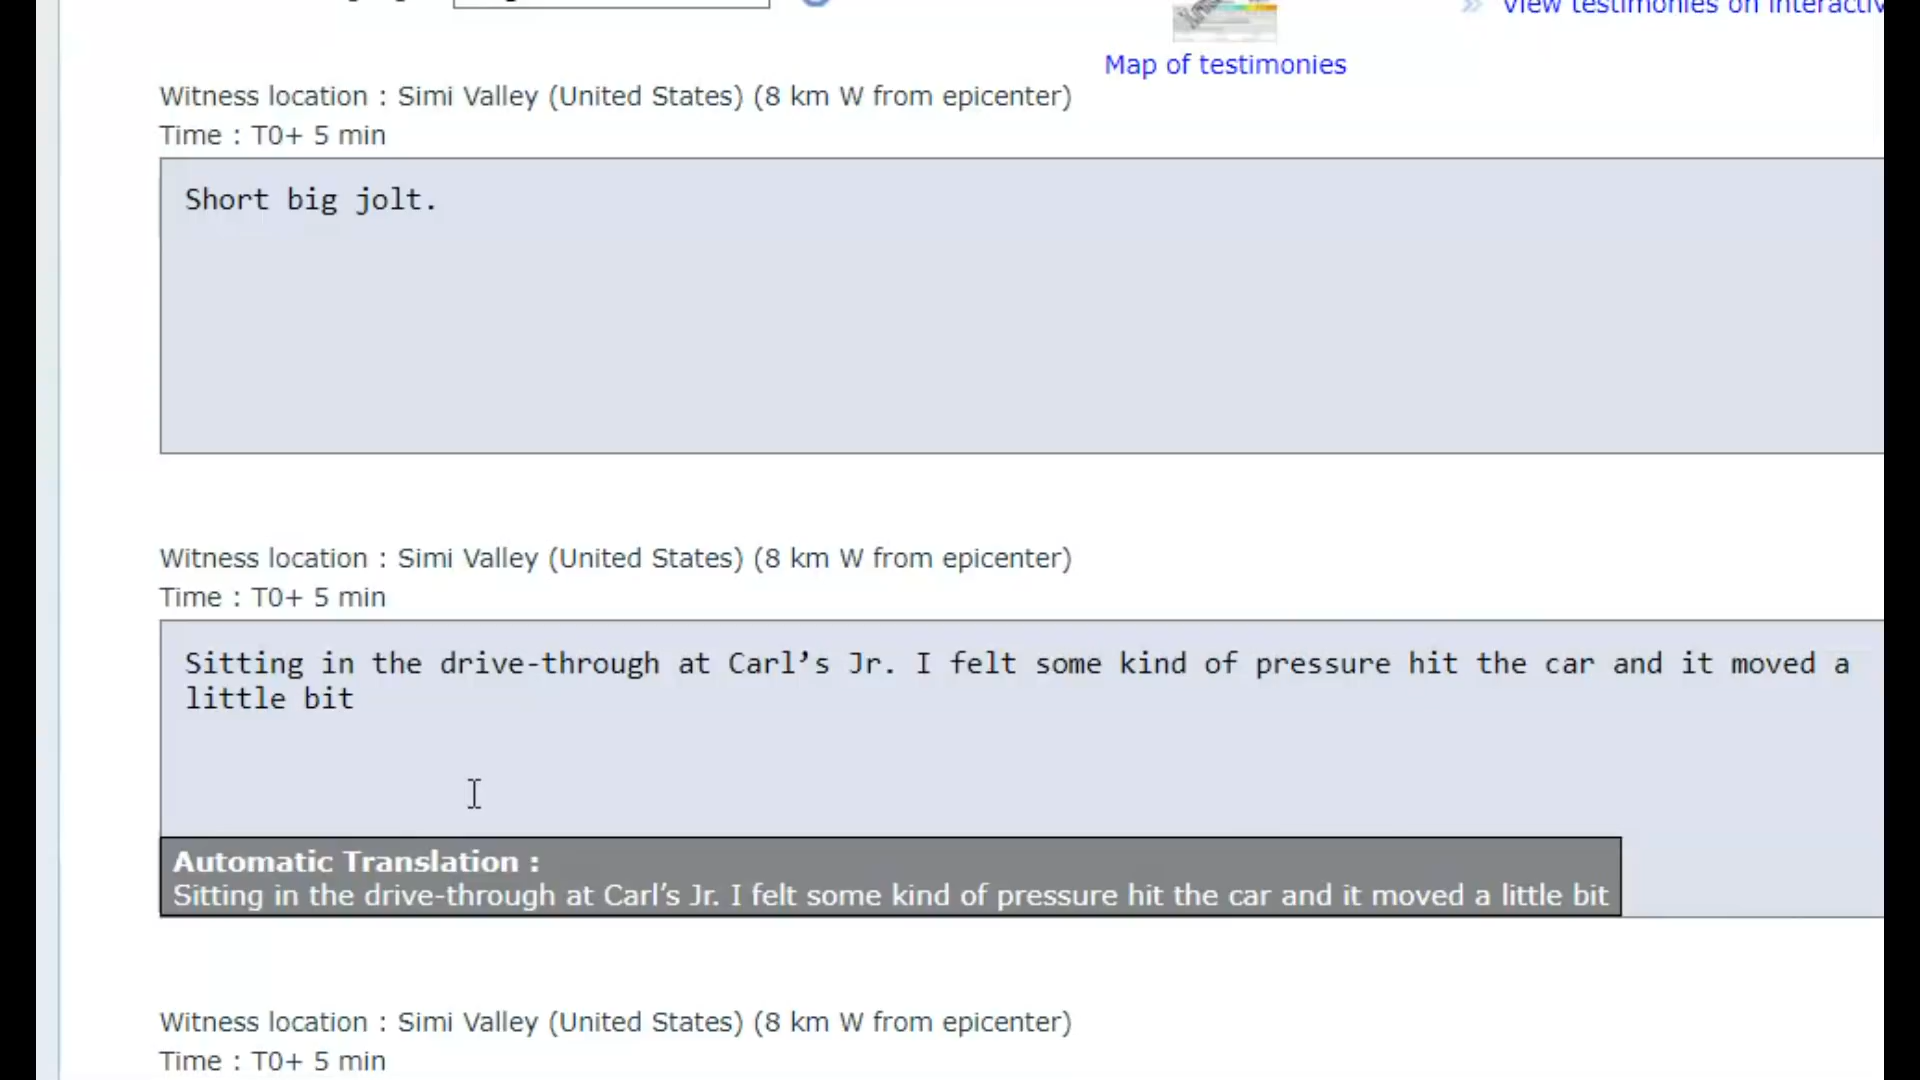 View testimonies on
Map of testimonies
Witness location : Simi Valley (United States) (8 km W from epicenter)
Time : T0+ 5 min
Short big jolt.
Witness location : Simi Valley (United States) (8 km W from epicenter)
Time : T0+ 5 min
Sitting in the drive-through at Carl’s Jr. I felt some kind of pressure hit the car and it moved a
little bit
Automatic Translation :
Sitting in the drive-through at Carl’s Jr. I felt some kind of pressure hit the car and it moved a little bit
Witness location : Simi Valley (United States) (8 km W from epicenter)
Time : T0+ 5 min